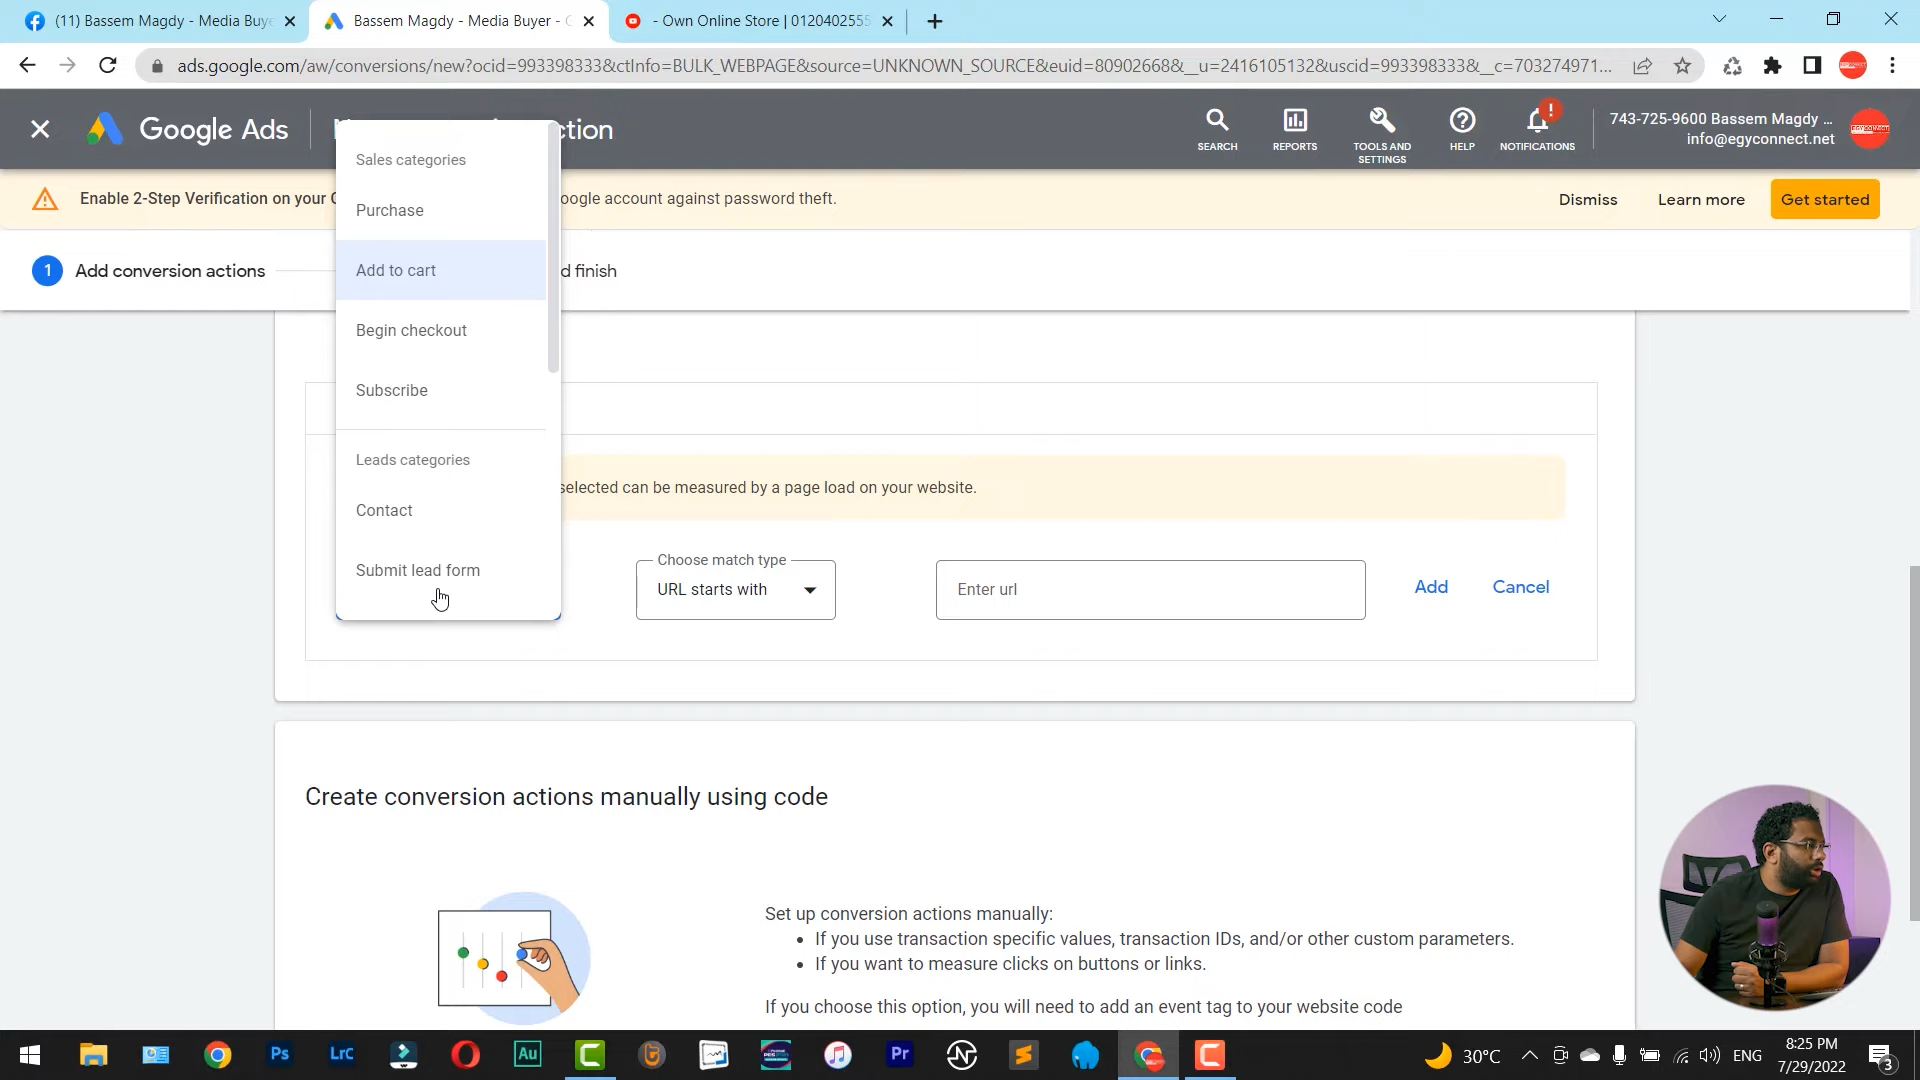 (11) Bassem Magdy - Media Buye
Bassem Magdy - Media Buyer -
- Own Online Store | 0120402555
ads.google.com/aw/conversions/new?ocid=993398333&ctInfo=BULK_WEBPAGE&source=UNKNOWN_SOURCE&euid=80902668&__u=2416105132&uscid=993398333&__c=703274971...
Google Ads
ction
SEARCH
REPORTS
TOOLS AND
SETTINGS
HELP
NOTIFICATIONS
743-725-9600 Bassem Magdy ...
info@egyconnect.net
Enable 2-Step Verification on your
oogle account against password theft.
Dismiss
Learn more
Get started
1 Add conversion actions
d finish
Sales categories
Purchase
Add to cart
Begin checkout
Subscribe
Leads categories
Contact
Submit lead form
selected can be measured by a page load on your website.
Choose match type
URL starts with
Enter url
Add
Cancel
Create conversion actions manually using code
Set up conversion actions manually:
• If you use transaction specific values, transaction IDs, and/or other custom parameters.
• If you want to measure clicks on buttons or links.
If you choose this option, you will need to add an event tag to your website code
Ps
LrC
Au
Pr
30°C
ENG
8:25 PM
7/29/2022
3